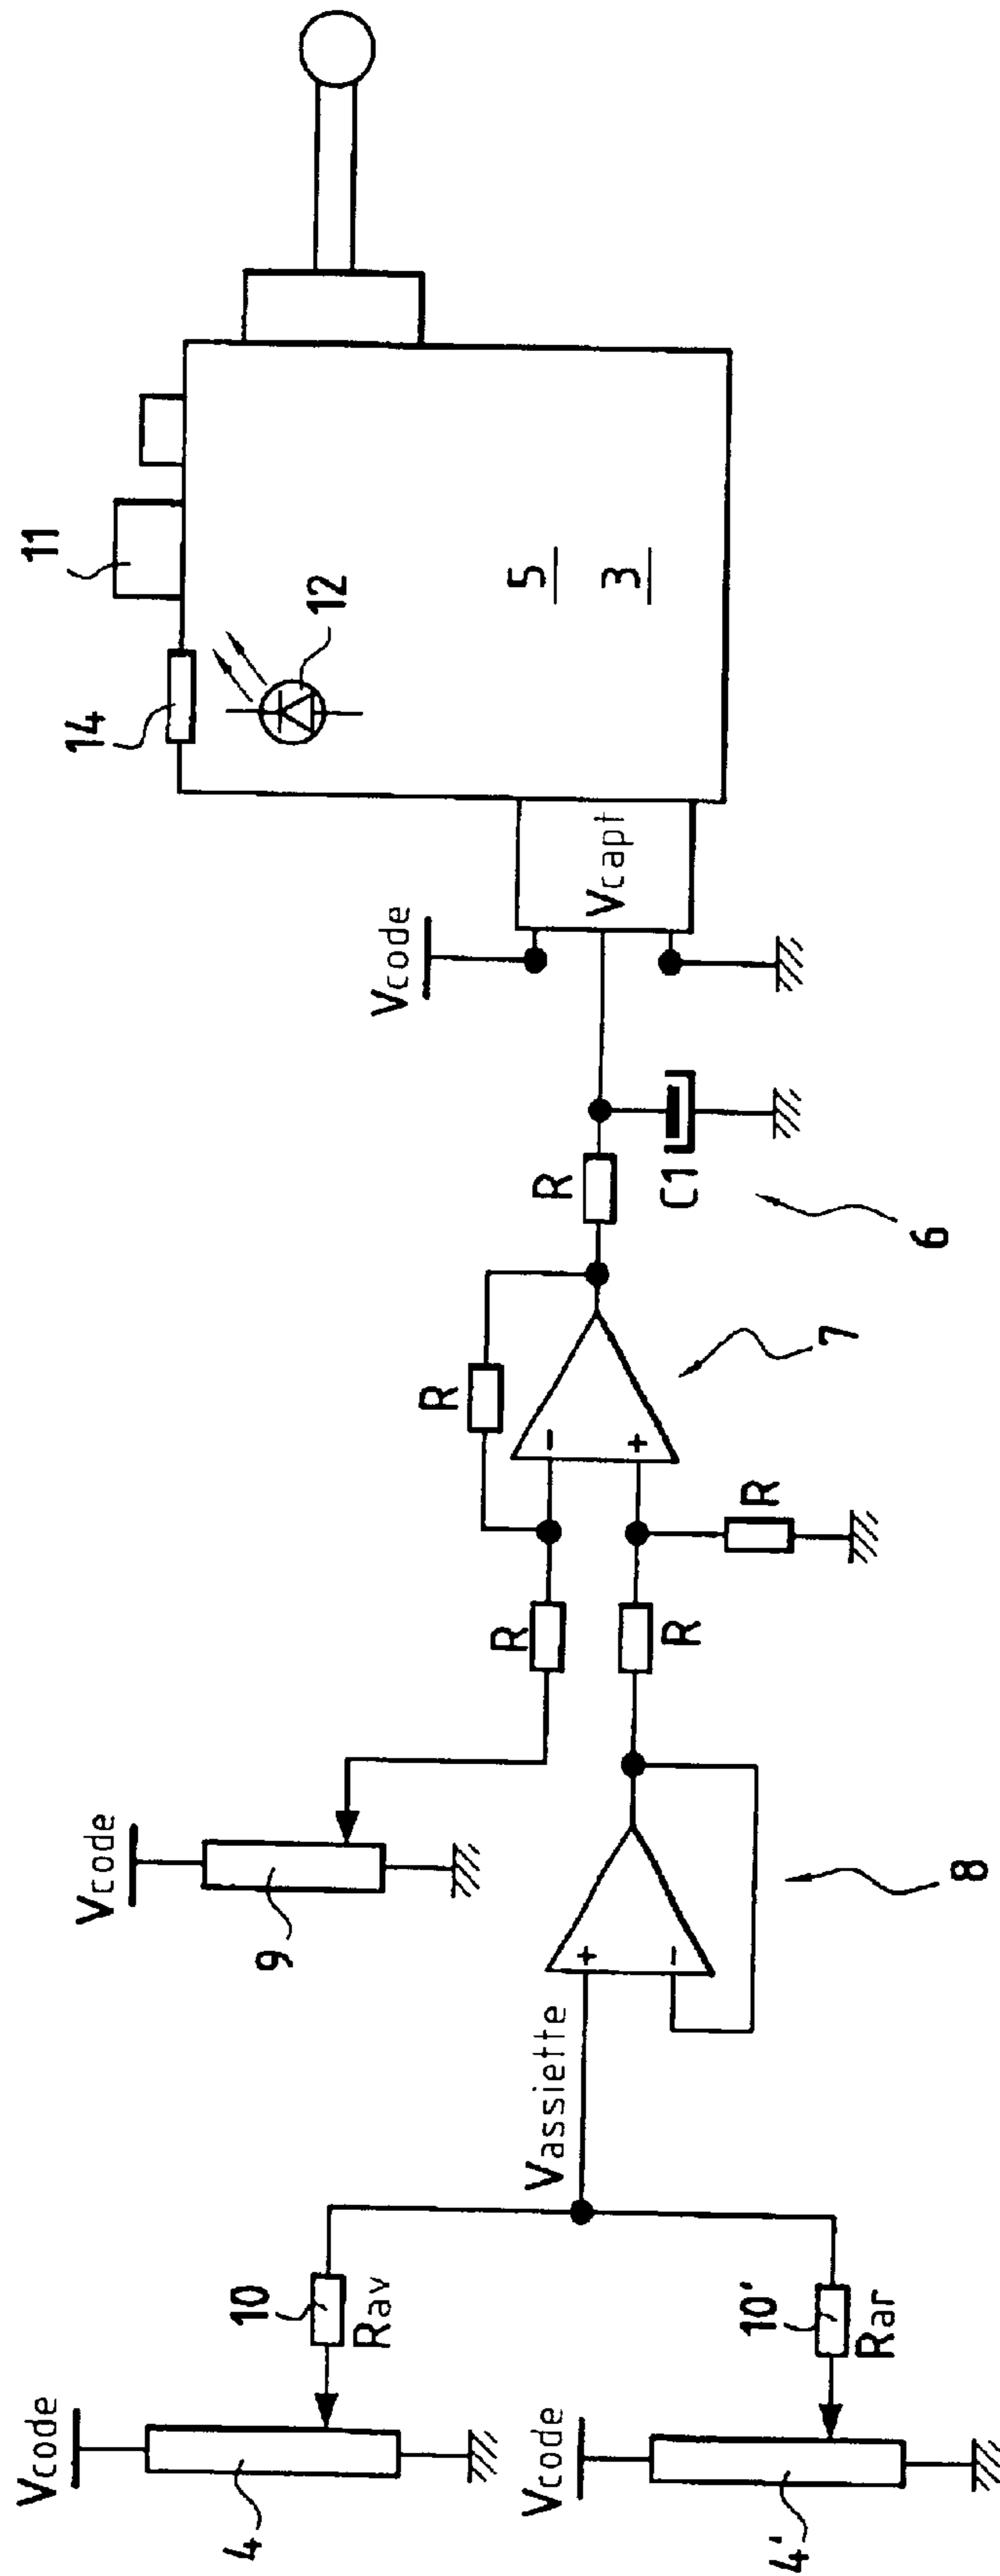 Vcode
4
10
Rav
Vcode
4'
10'
Rar
Vassiette
+
−
8
Vcode
9
R
R
R
R
−
+
7
R
C1
6
Vcode
Vcapt
14
12
11
5
3